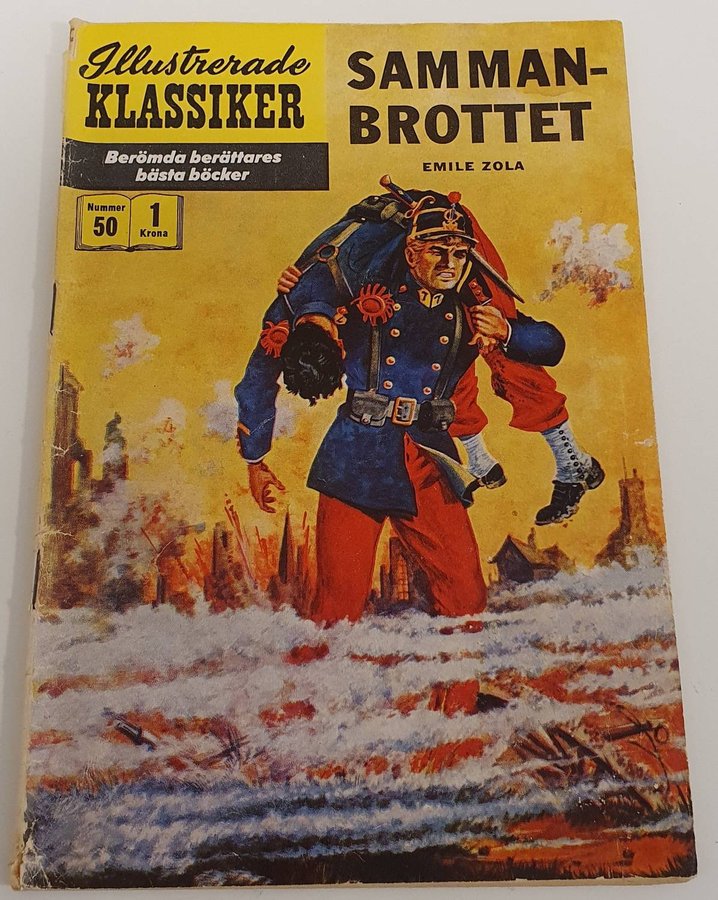 Illustrerade
KLASSIKER
Berömda berättares
bästa böcker
Nummer
50
1
Krona
SAMMAN-
BROTTET
EMILE ZOLA